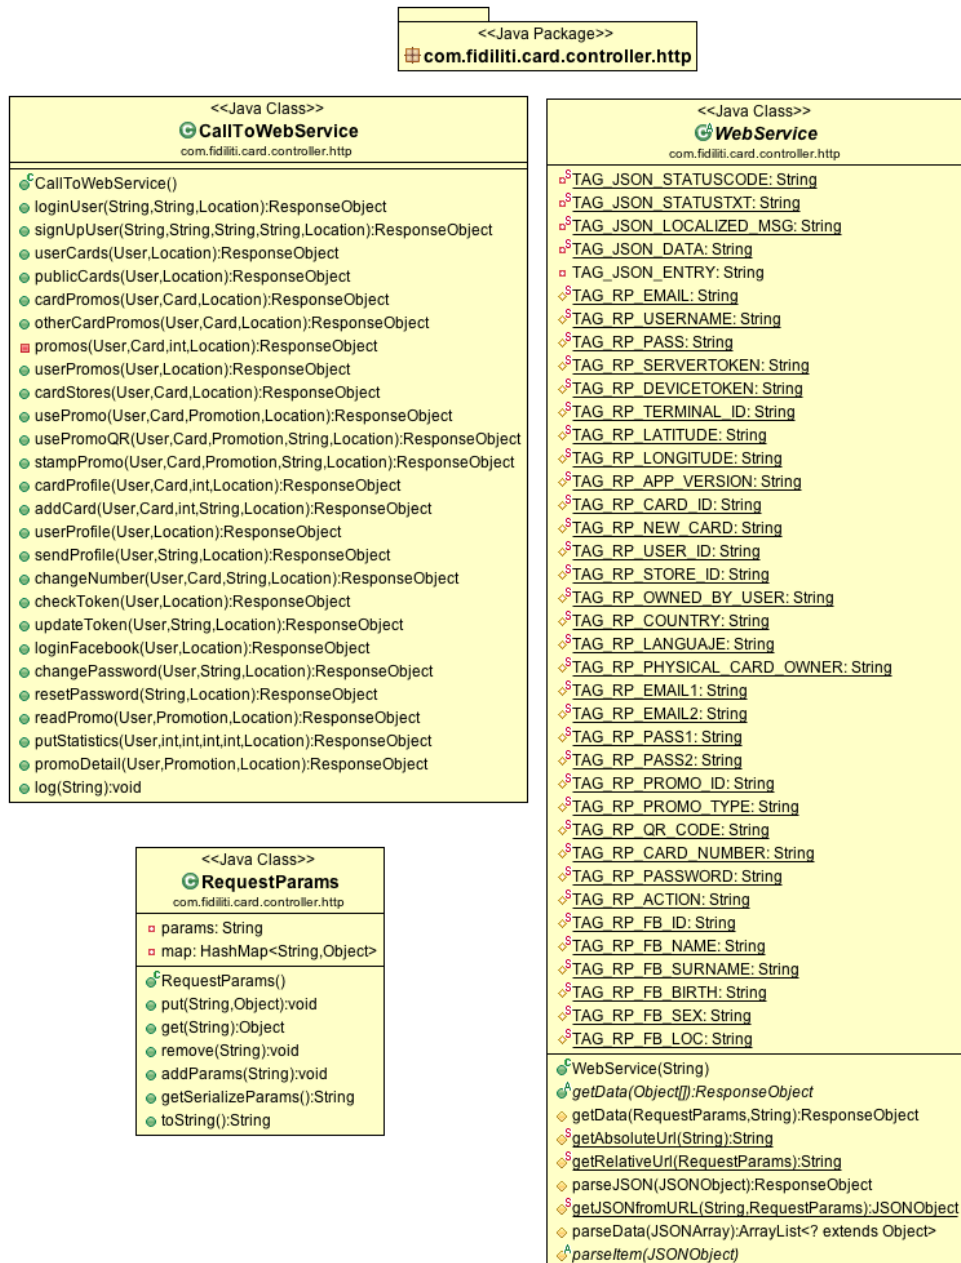 <<Java Package>>
com.fidiliti.card.controller.http
<<Java Class>>
CallToWebService
com.fidiliti.card.controller.http
CallToWebService()
loginUser(String,String,Location):ResponseObject
signUpUser(String,String,String,String,Location):ResponseObject
userCards(User,Location):ResponseObject
publicCards(User,Location):ResponseObject
cardPromos(User,Card,Location):ResponseObject
otherCardPromos(User,Card,Location):ResponseObject
promos(User,Card,int,Location):ResponseObject
userPromos(User,Location):ResponseObject
cardStores(User,Card,Location):ResponseObject
usePromo(User,Card,Promotion,Location):ResponseObject
usePromoQR(User,Card,Promotion,String,Location):ResponseObject
stampPromo(User,Card,Promotion,String,Location):ResponseObject
cardProfile(User,Card,int,Location):ResponseObject
addCard(User,Card,int,String,Location):ResponseObject
userProfile(User,Location):ResponseObject
sendProfile(User,String,Location):ResponseObject
changeNumber(User,Card,String,Location):ResponseObject
checkToken(User,Location):ResponseObject
updateToken(User,String,Location):ResponseObject
loginFacebook(User,Location):ResponseObject
changePassword(User,String,Location):ResponseObject
resetPassword(String,Location):ResponseObject
readPromo(User,Promotion,Location):ResponseObject
putStatistics(User,int,int,int,int,Location):ResponseObject
promoDetail(User,Promotion,Location):ResponseObject
log(String):void
<<Java Class>>
RequestParams
com.fidiliti.card.controller.http
params: String
map: HashMap<String,Object>
RequestParams()
put(String,Object):void
get(String):Object
remove(String):void
addParams(String):void
getSerializeParams():String
toString():String
<<Java Class>>
WebService
com.fidiliti.card.controller.http
TAG_JSON_STATUSCODE: String
TAG_JSON_STATUSTXT: String
TAG_JSON_LOCALIZED_MSG: String
TAG_JSON_DATA: String
TAG_JSON_ENTRY: String
TAG_RP_EMAIL: String
TAG_RP_USERNAME: String
TAG_RP_PASS: String
TAG_RP_SERVERTOKEN: String
TAG_RP_DEVICETOKEN: String
TAG_RP_TERMINAL_ID: String
TAG_RP_LATITUDE: String
TAG_RP_LONGITUDE: String
TAG_RP_APP_VERSION: String
TAG_RP_CARD_ID: String
TAG_RP_NEW_CARD: String
TAG_RP_USER_ID: String
TAG_RP_STORE_ID: String
TAG_RP_OWNED_BY_USER: String
TAG_RP_COUNTRY: String
TAG_RP_LANGUAJE: String
TAG_RP_PHYSICAL_CARD_OWNER: String
TAG_RP_EMAIL1: String
TAG_RP_EMAIL2: String
TAG_RP_PASS1: String
TAG_RP_PASS2: String
TAG_RP_PROMO_ID: String
TAG_RP_PROMO_TYPE: String
TAG_RP_QR_CODE: String
TAG_RP_CARD_NUMBER: String
TAG_RP_PASSWORD: String
TAG_RP_ACTION: String
TAG_RP_FB_ID: String
TAG_RP_FB_NAME: String
TAG_RP_FB_SURNAME: String
TAG_RP_FB_BIRTH: String
TAG_RP_FB_SEX: String
TAG_RP_FB_LOC: String
WebService(String)
getData(Object[]):ResponseObject
getData(RequestParams,String):ResponseObject
getAbsoluteUrl(String):String
getRelativeUrl(RequestParams):String
parseJSON(JSONObject):ResponseObject
getJSONfromURL(String,RequestParams):JSONObject
parseData(JSONArray):ArrayList<? extends Object>
parseItem(JSONObject)